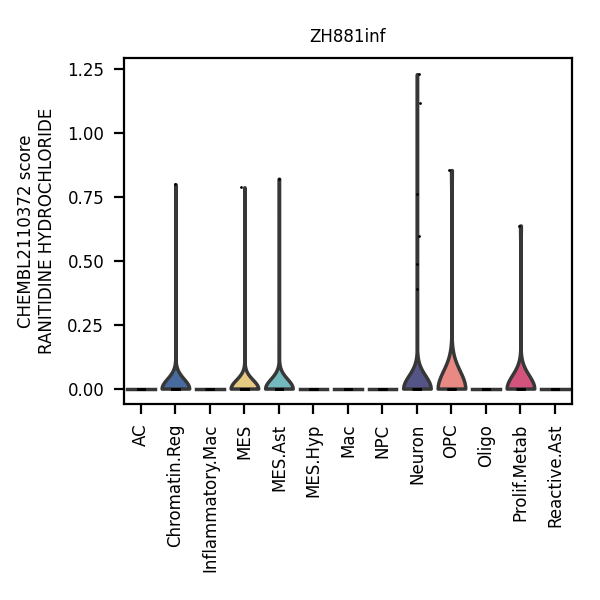 ZH881inf
CHEMBL2110372 score
RANITIDINE HYDROCHLORIDE
1.25
1.00
0.75
0.50
0.25
0.00
AC
Chromatin.Reg
Inflammatory.Mac
MES
MES.Ast
MES.Hyp
Mac
NPC
Neuron
OPC
Oligo
Prolif.Metab
Reactive.Ast